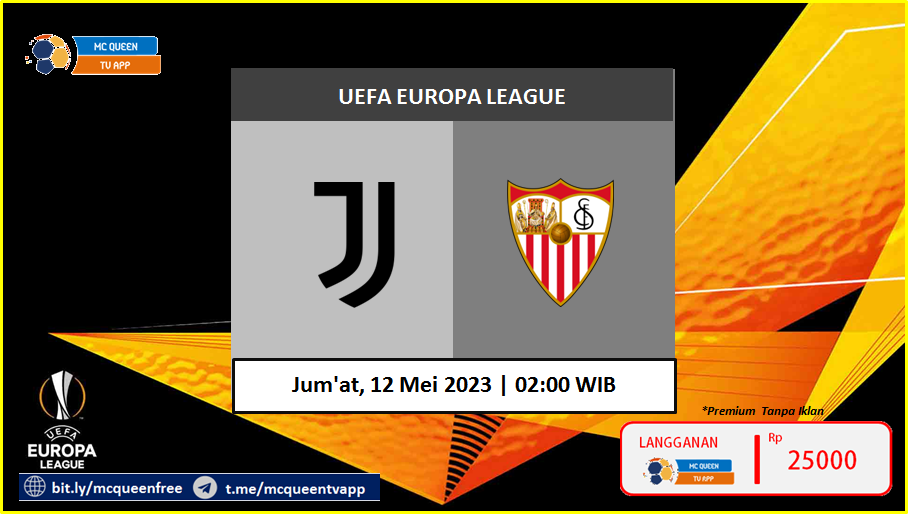 MC QUEEN
TV APP
UEFA EUROPA LEAGUE
Jum'at, 12 Mei 2023 | 02:00 WIB
*Premium Tanpa Iklan
UEFA
EUROPA
LEAGUE
LANGGANAN
MC QUEEN
TV APP
Rp
25000
bit.ly/mcqueenfree
t.me/mcqueentvapp